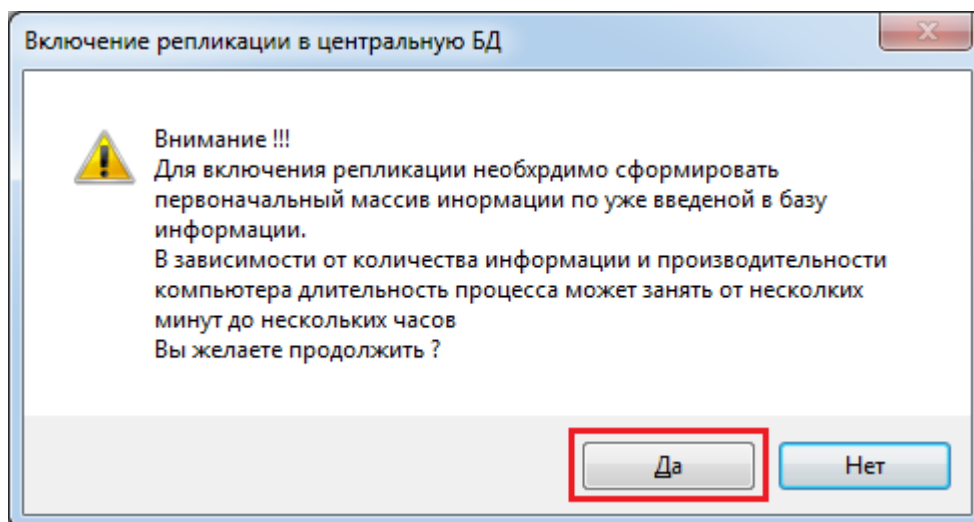 Включение репликации в центральную БД
Внимание !!!
Для включения репликации необхрдимо сформировать
первоначальный массив инормации по уже введеной в базу
информации.
В зависимости от количества информации и производительности
компьютера длительность процесса может занять от несколких
минут до нескольких часов
Вы желаете продолжить ?
Да
Нет